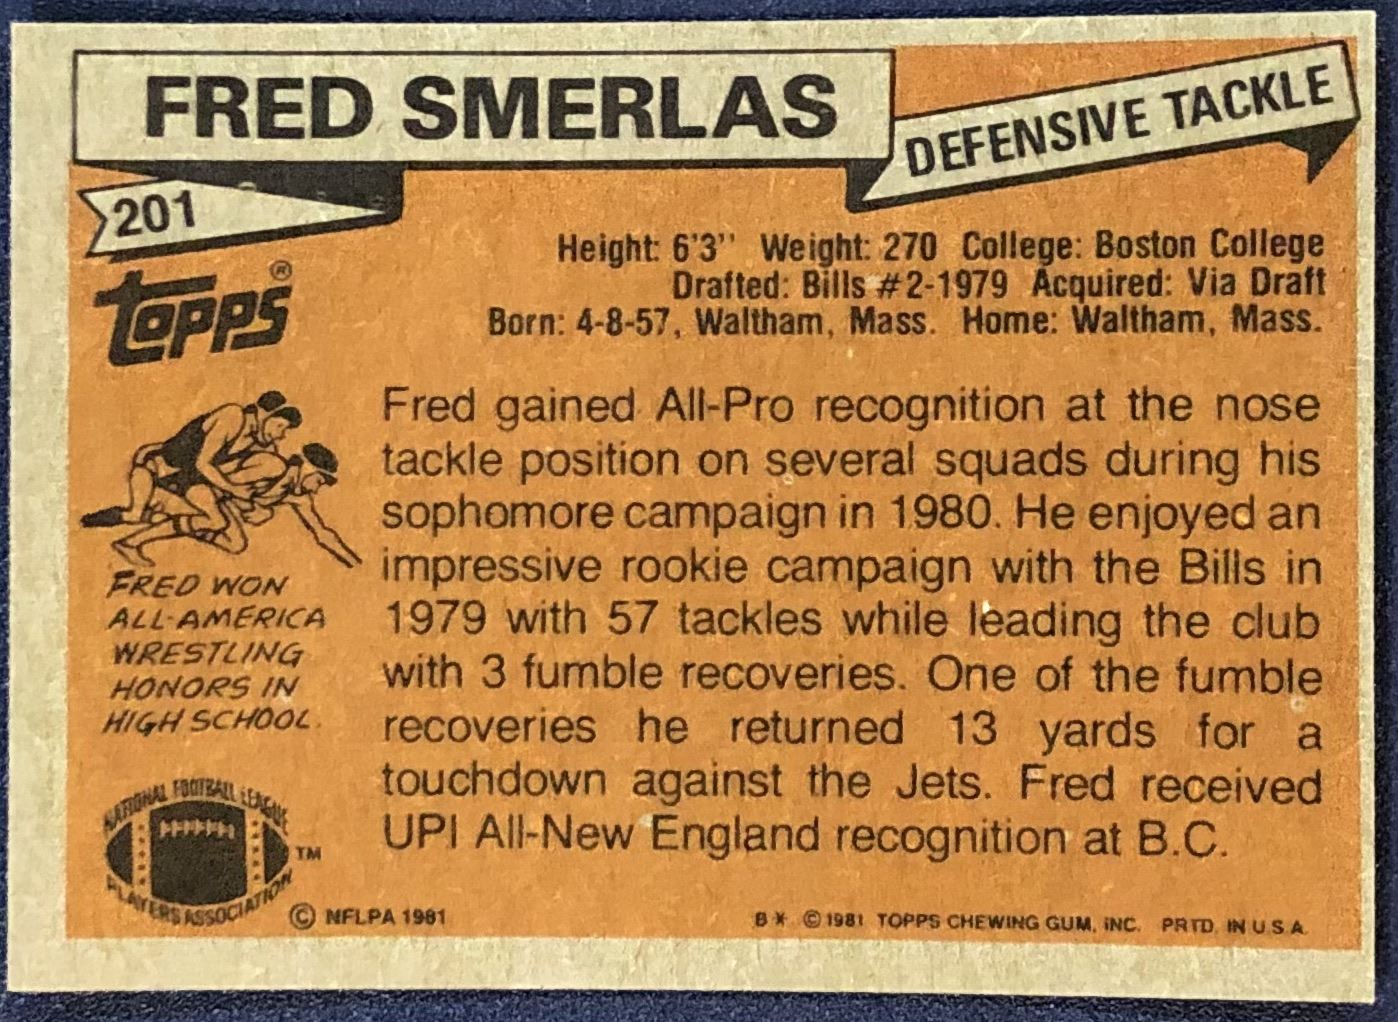 FRED SMERLAS
DEFENSIVE TACKLE
201
TOPPS®
Height: 6'3" Weight: 270 College: Boston College
Drafted: Bills #2-1979 Acquired: Via Draft
Born: 4-8-57, Waltham, Mass. Home: Waltham, Mass.
Fred gained All-Pro recognition at the nose
tackle position on several squads during his
sophomore campaign in 1980. He enjoyed an
impressive rookie campaign with the Bills in
1979 with 57 tackles while leading the club
with 3 fumble recoveries. One of the fumble
recoveries he returned 13 yards for a
touchdown against the Jets. Fred received
UPI All-New England recognition at B.C.
FRED WON
ALL-AMERICA
WRESTLING
HONORS IN
HIGH SCHOOL.
NATIONAL FOOTBALL LEAGUE
PLAYERS ASSOCIATION
TM
© NFLPA 1981
B* © 1981 TOPPS CHEWING GUM, INC. PRTD. IN U.S.A.